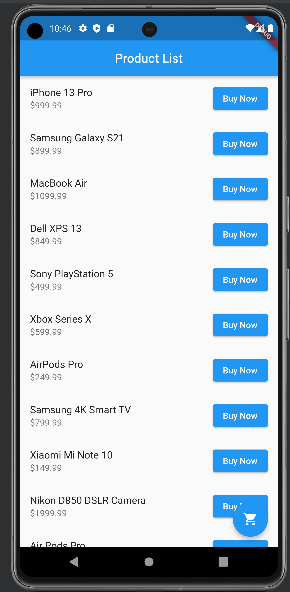 10:46
DEBUG
Product List
iPhone 13 Pro
$999.99
Buy Now
Samsung Galaxy S21
$899.99
Buy Now
MacBook Air
$1099.99
Buy Now
Dell XPS 13
$849.99
Buy Now
Sony PlayStation 5
$499.99
Buy Now
Xbox Series X
$599.99
Buy Now
AirPods Pro
$249.99
Buy Now
Samsung 4K Smart TV
$799.99
Buy Now
Xiaomi Mi Note 10
$149.99
Buy Now
Nikon D850 DSLR Camera
$1999.99
Buy
Air Pods Pro